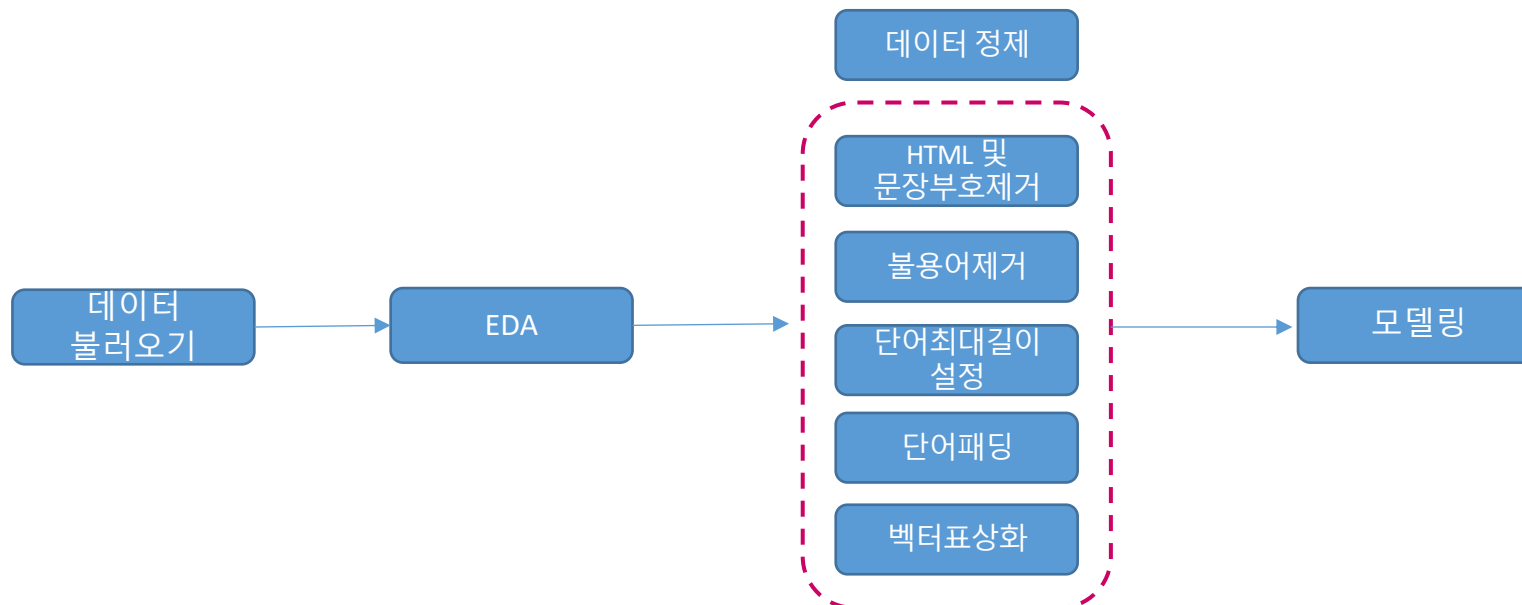 데이터 정제
HTML 및
문장부호제거
불용어제거
데이터
불러오기
EDA
단어최대길이
설정
모델링
단어패딩
벡터표상화